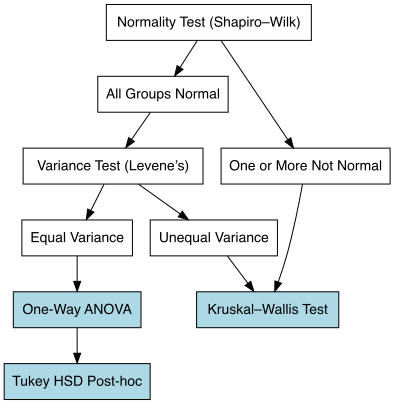 Normality Test (Shapiro–Wilk)
All Groups Normal
Variance Test (Levene's)
One or More Not Normal
Equal Variance
Unequal Variance
One-Way ANOVA
Kruskal–Wallis Test
Tukey HSD Post-hoc